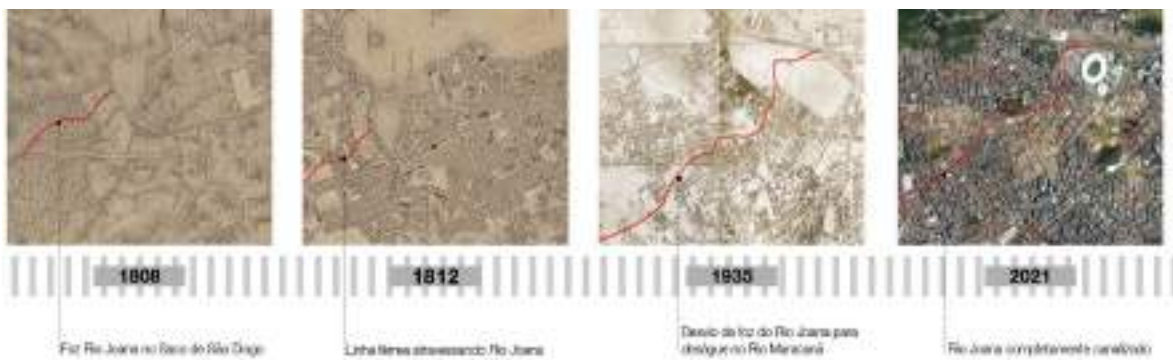 1808
1812
1935
2021
Foz Rio Joana no Saco de São Diogo
Linha férrea atravessando Rio Joana
Desvio da foz do Rio Joana para
deságue no Rio Maracanã
Rio Joana completamente canalizado